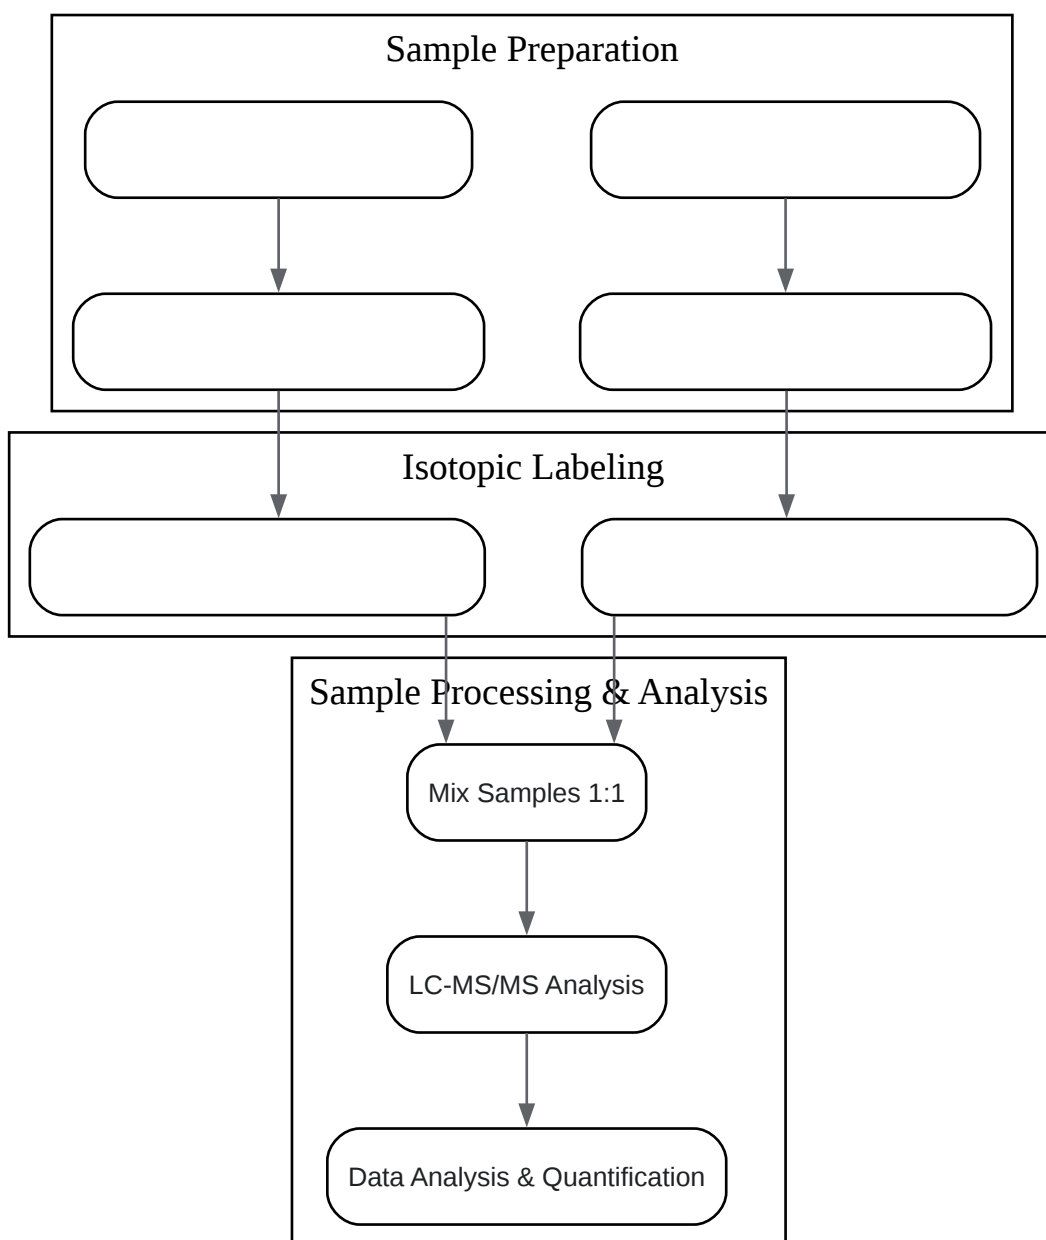 Sample Preparation
Isotopic Labeling
Sample Processing & Analysis
Mix Samples 1:1
LC-MS/MS Analysis
Data Analysis & Quantification